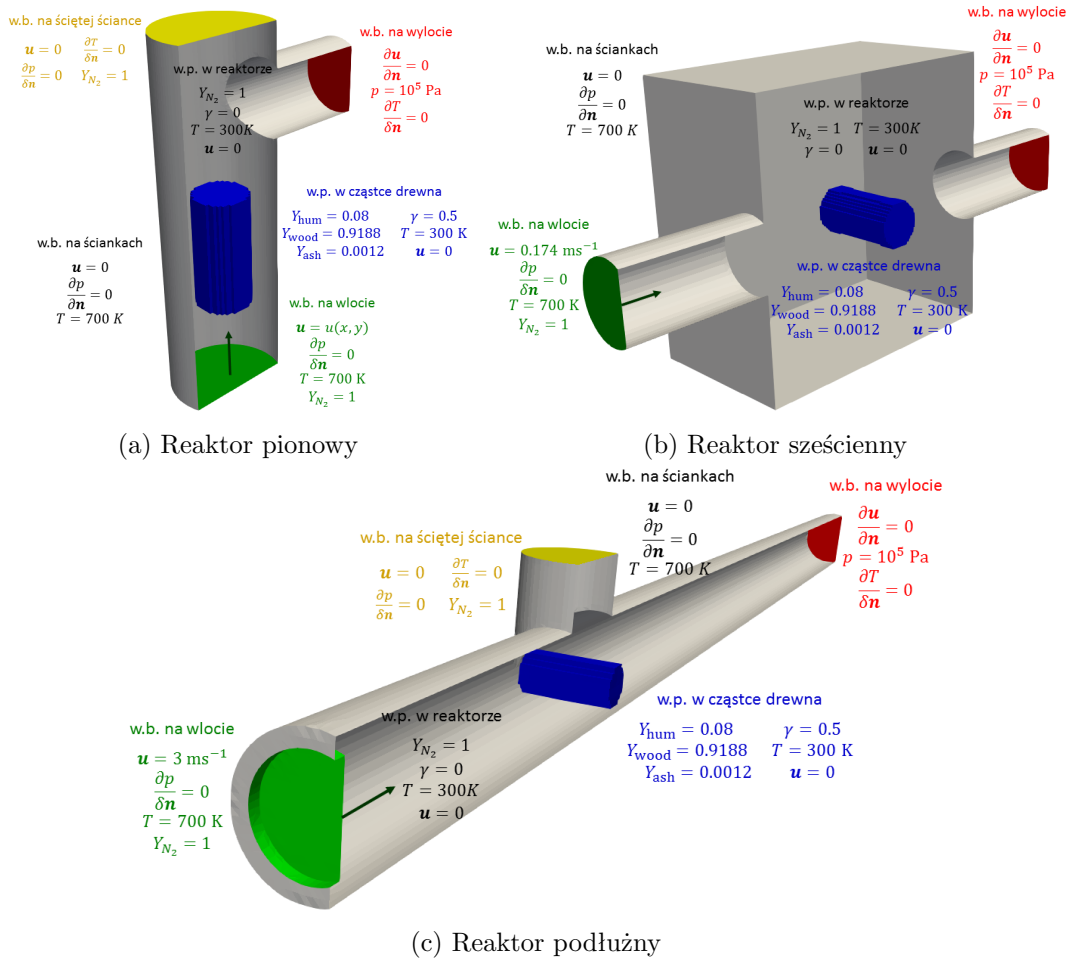 w.b. na ściętej ściance
𝒖 = 0 ∂T/δ𝒏 = 0
∂p/δ𝒏 = 0 Y_N₂ = 1
w.p. w reaktorze
Y_N₂ = 1
γ = 0
T = 300K
𝒖 = 0
w.b. na wylocie
∂𝒖/∂𝒏 = 0
p = 10⁵ Pa
∂T/δ𝒏 = 0
w.p. w cząstce drewna
Y_hum = 0.08 γ = 0.5
Y_wood = 0.9188 T = 300 K
Y_ash = 0.0012 𝒖 = 0
w.b. na ściankach
𝒖 = 0
∂p/∂𝒏 = 0
T = 700 K
w.b. na wlocie
𝒖 = u(x, y)
∂p/δ𝒏 = 0
T = 700 K
Y_N₂ = 1
(a) Reaktor pionowy
w.b. na ściankach
𝒖 = 0
∂p/∂𝒏 = 0
T = 700 K
w.b. na wylocie
∂𝒖/∂𝒏 = 0
p = 10⁵ Pa
∂T/δ𝒏 = 0
w.p. w reaktorze
Y_N₂ = 1 T = 300K
γ = 0 𝒖 = 0
w.b. na wlocie
𝒖 = 0.174 ms⁻¹
∂p/δ𝒏 = 0
T = 700 K
Y_N₂ = 1
w.p. w cząstce drewna
Y_hum = 0.08 γ = 0.5
Y_wood = 0.9188 T = 300 K
Y_ash = 0.0012 𝒖 = 0
(b) Reaktor sześcienny
w.b. na ściankach
𝒖 = 0
∂p/∂𝒏 = 0
T = 700 K
w.b. na wylocie
∂𝒖/∂𝒏 = 0
p = 10⁵ Pa
∂T/δ𝒏 = 0
w.b. na ściętej ściance
𝒖 = 0 ∂T/δ𝒏 = 0
∂p/δ𝒏 = 0 Y_N₂ = 1
w.b. na wlocie
𝒖 = 3 ms⁻¹
∂p/δ𝒏 = 0
T = 700 K
Y_N₂ = 1
w.p. w reaktorze
Y_N₂ = 1
γ = 0
T = 300K
𝒖 = 0
w.p. w cząstce drewna
Y_hum = 0.08 γ = 0.5
Y_wood = 0.9188 T = 300 K
Y_ash = 0.0012 𝒖 = 0
(c) Reaktor podłużny